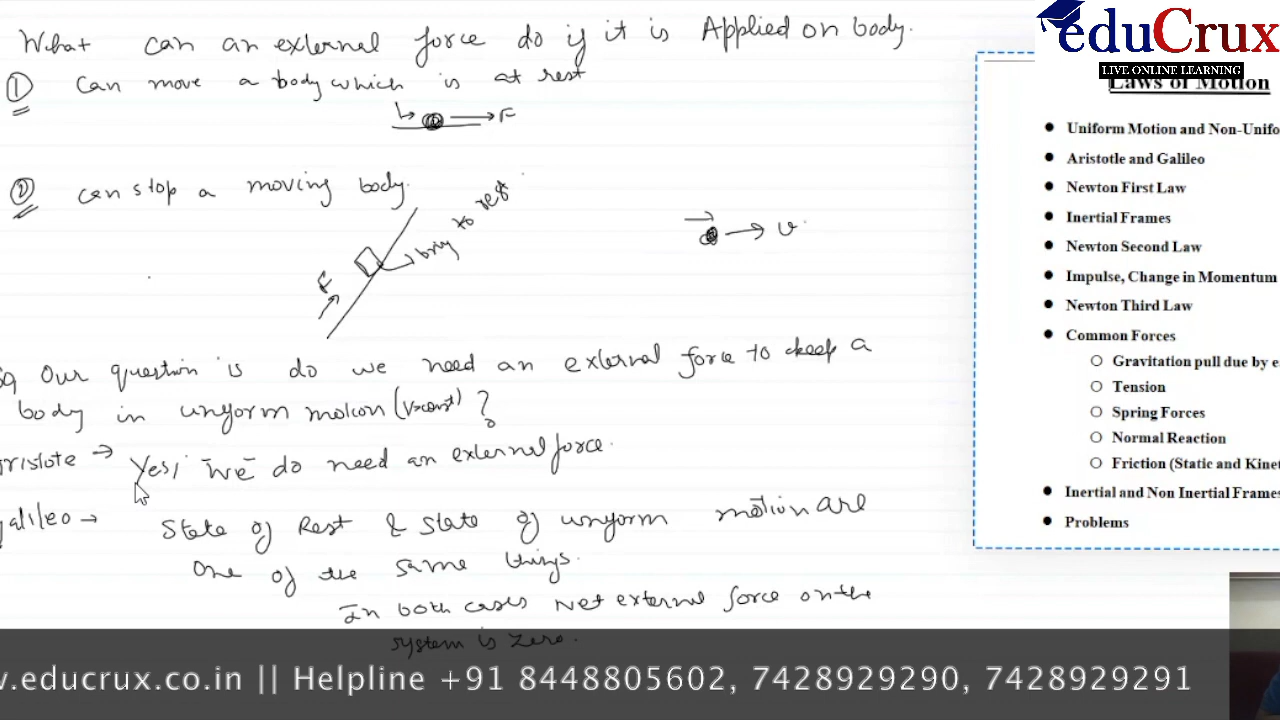 What can an external force do if it is Applied on body.
① Can move a body which is at rest
F
② can stop a moving body.
F
bring to rest
v
Our question is do we need an external force to keep a
body in unyorm motion (v=const) ?
Aristote → Yes, we do need an external force.
galileo → State of Rest & State of unyorm motion are
one of the same things.
In both cases Net external force on the
system is zero.
eduCrux
LIVE ONLINE LEARNING
Laws of Motion
● Uniform Motion and Non-Unifo
● Aristotle and Galileo
● Newton First Law
● Inertial Frames
● Newton Second Law
● Impulse, Change in Momentum
● Newton Third Law
● Common Forces
○ Gravitation pull due by e
○ Tension
○ Spring Forces
○ Normal Reaction
○ Friction (Static and Kinet
● Inertial and Non Inertial Frames
● Problems
w.educrux.co.in || Helpline +91 8448805602, 7428929290, 7428929291